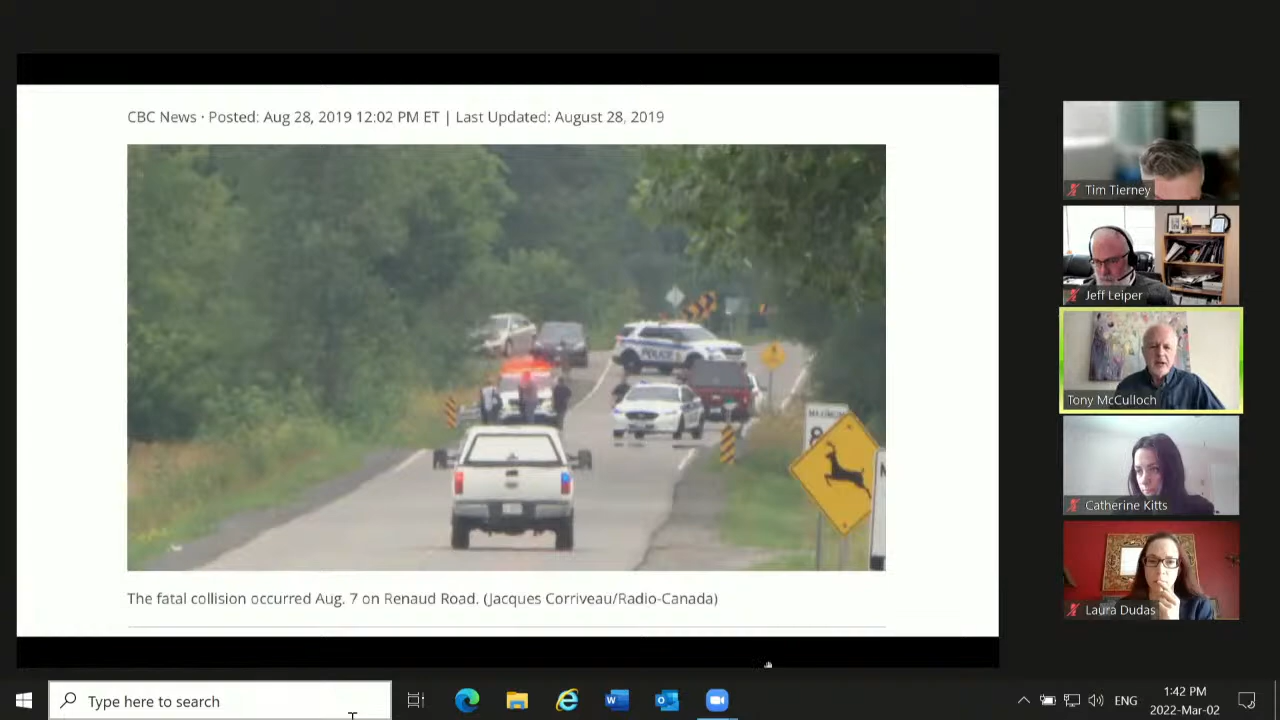 CBC News · Posted: Aug 28, 2019 12:02 PM ET | Last Updated: August 28, 2019
POLICE
MAXIMUM
The fatal collision occurred Aug. 7 on Renaud Road. (Jacques Corriveau/Radio-Canada)
Tim Tierney
Jeff Leiper
Tony McCulloch
Catherine Kitts
Laura Dudas
Type here to search
ENG
1:42 PM
2022-Mar-02